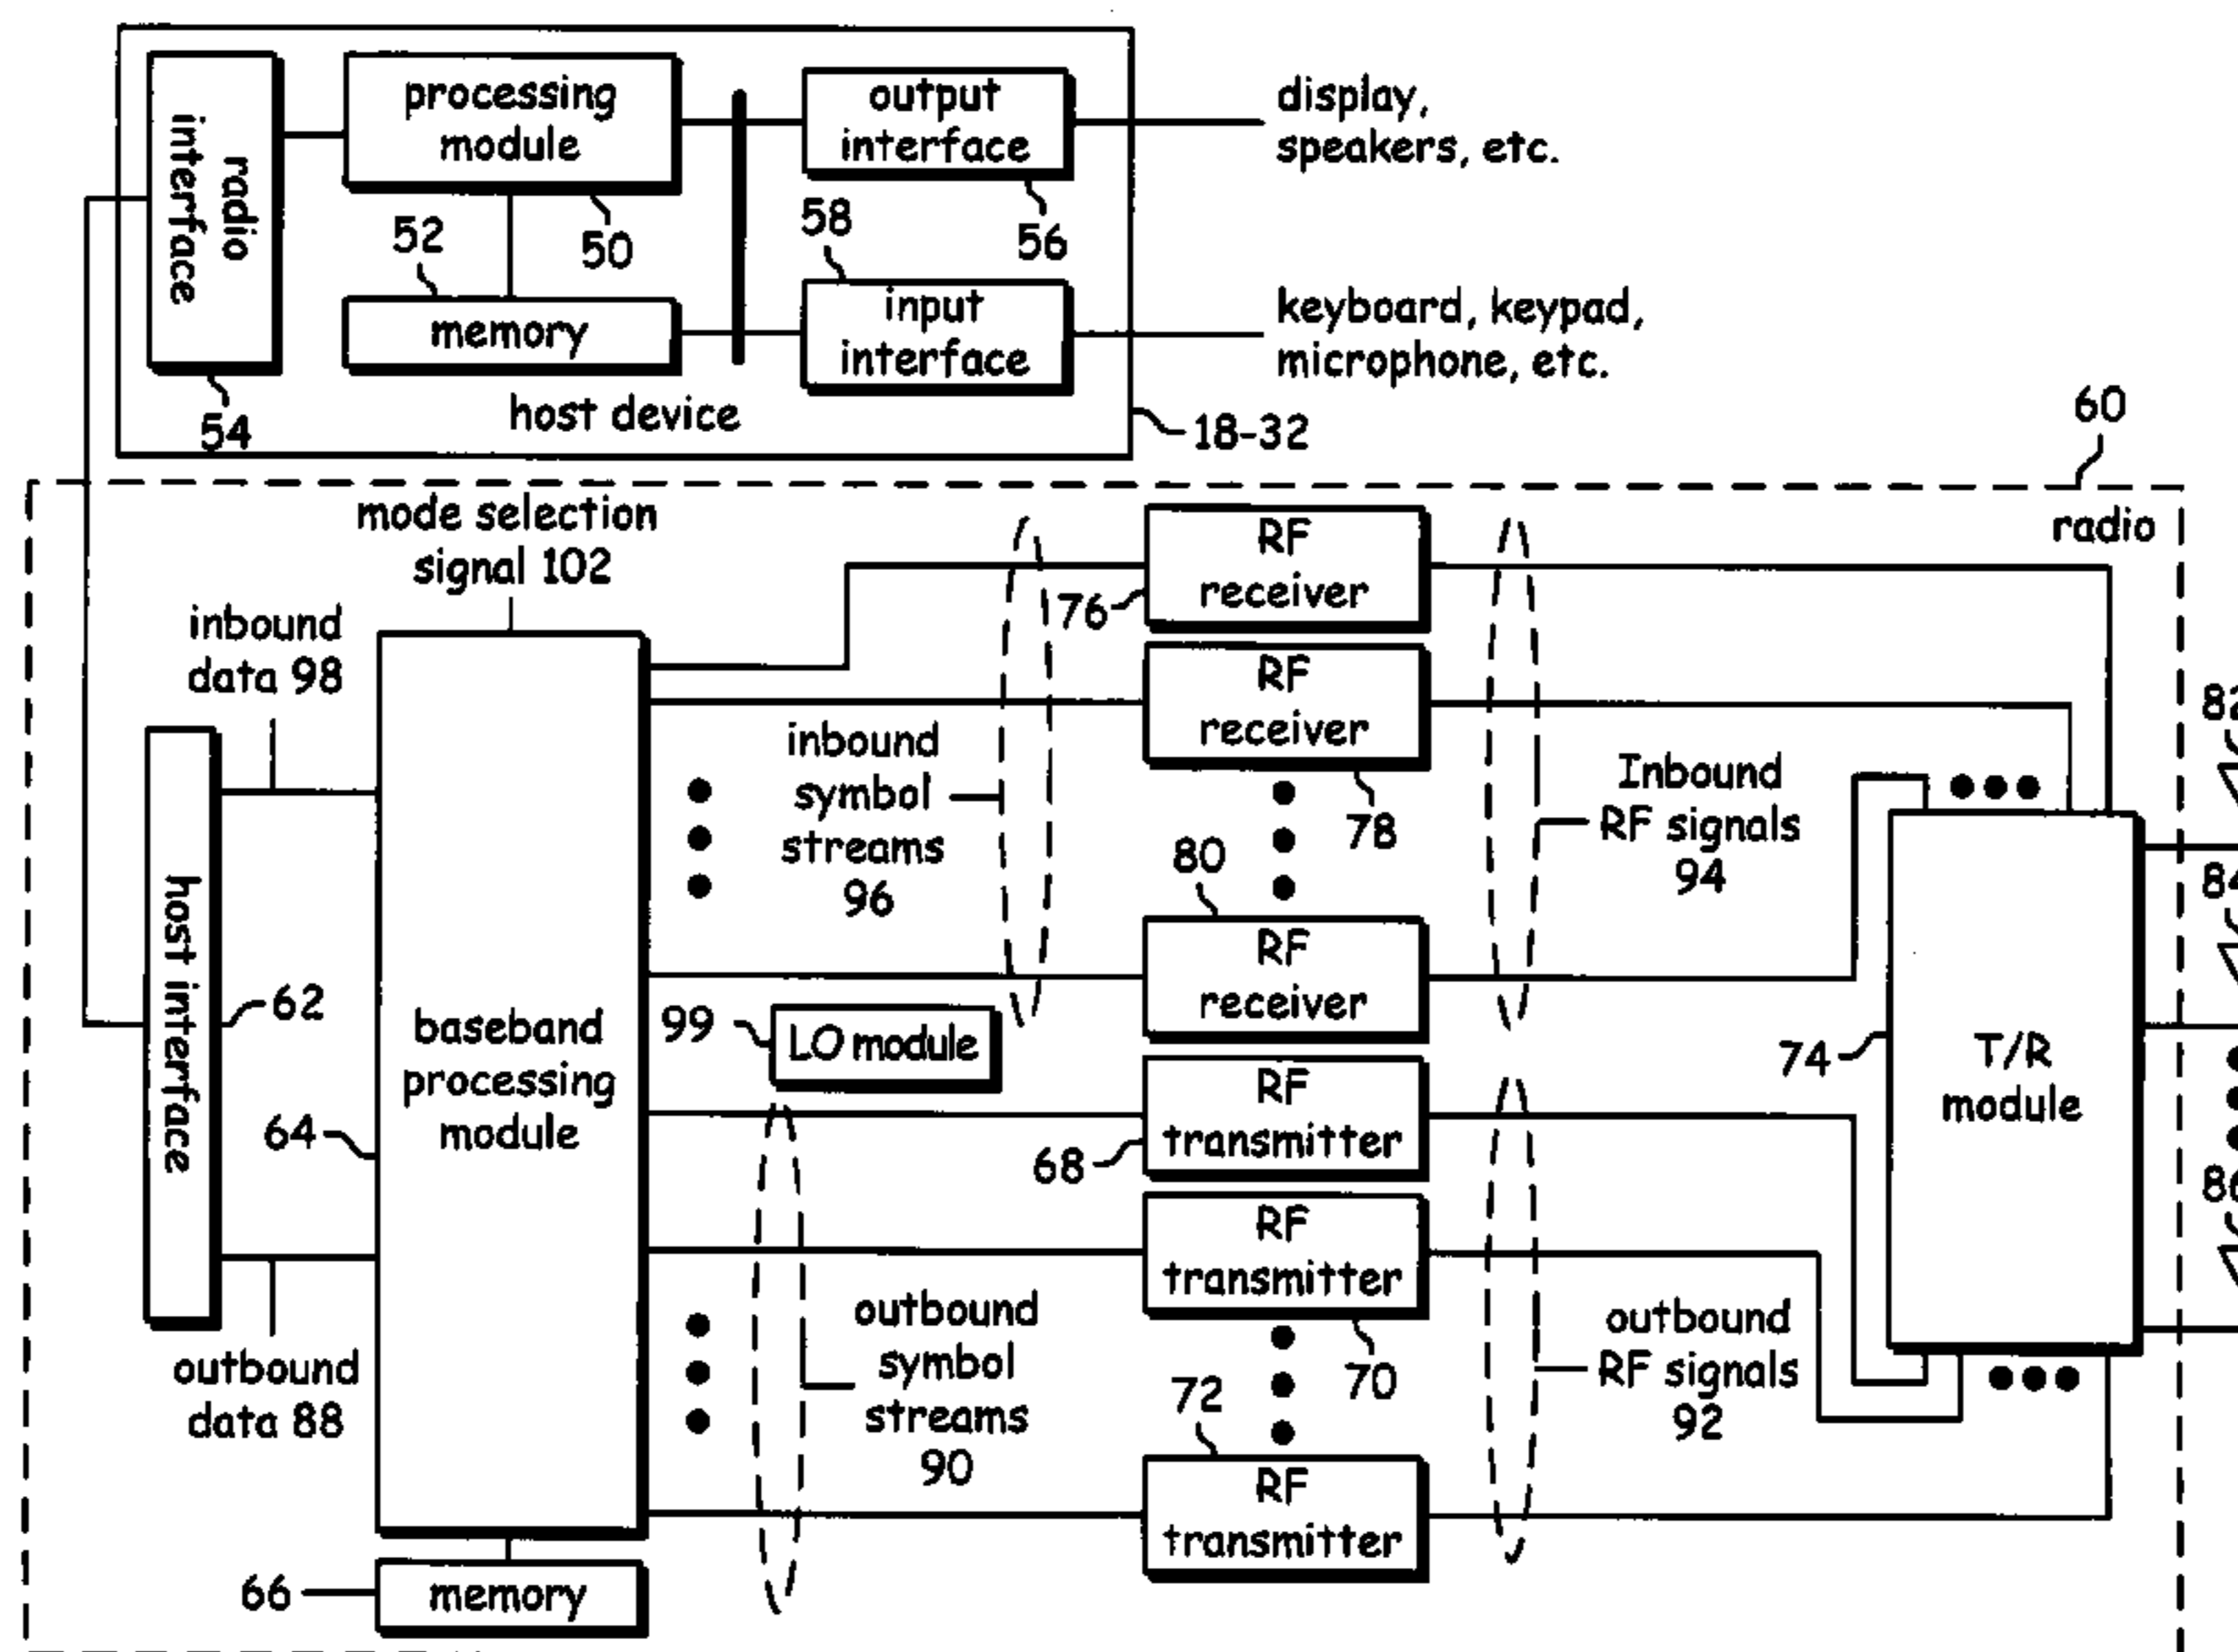 radio
interface
processing
module
output
interface
display,
speakers, etc.
52
50
58
56
memory
input
interface
keyboard, keypad,
microphone, etc.
54
host device
18-32
60
mode selection
signal 102
radio
RF
receiver
76
inbound
data 98
RF
receiver
78
inbound
symbol
streams
96
Inbound
RF signals
94
82
80
RF
receiver
84
host interface
62
baseband
processing
module
64
99
LO module
74
T/R
module
RF
transmitter
68
86
RF
transmitter
70
outbound
symbol
streams
90
outbound
RF signals
92
outbound
data 88
72
RF
transmitter
66
memory